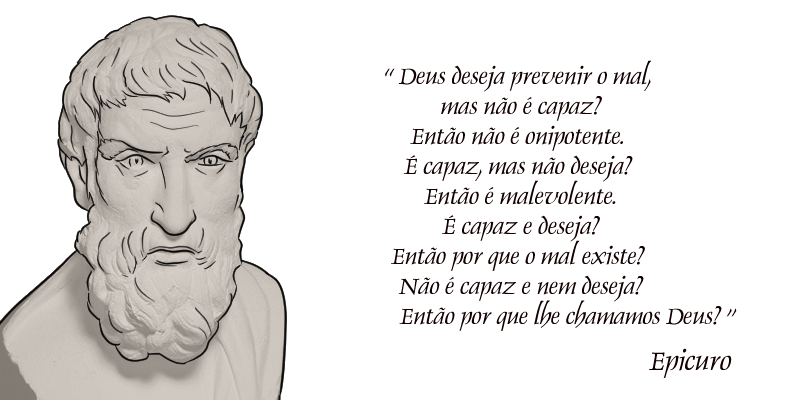 “ Deus deseja prevenir o mal,
mas não é capaz?
Então não é onipotente.
É capaz, mas não deseja?
Então é malevolente.
É capaz e deseja?
Então por que o mal existe?
Não é capaz e nem deseja?
Então por que lhe chamamos Deus? ”
Epicuro